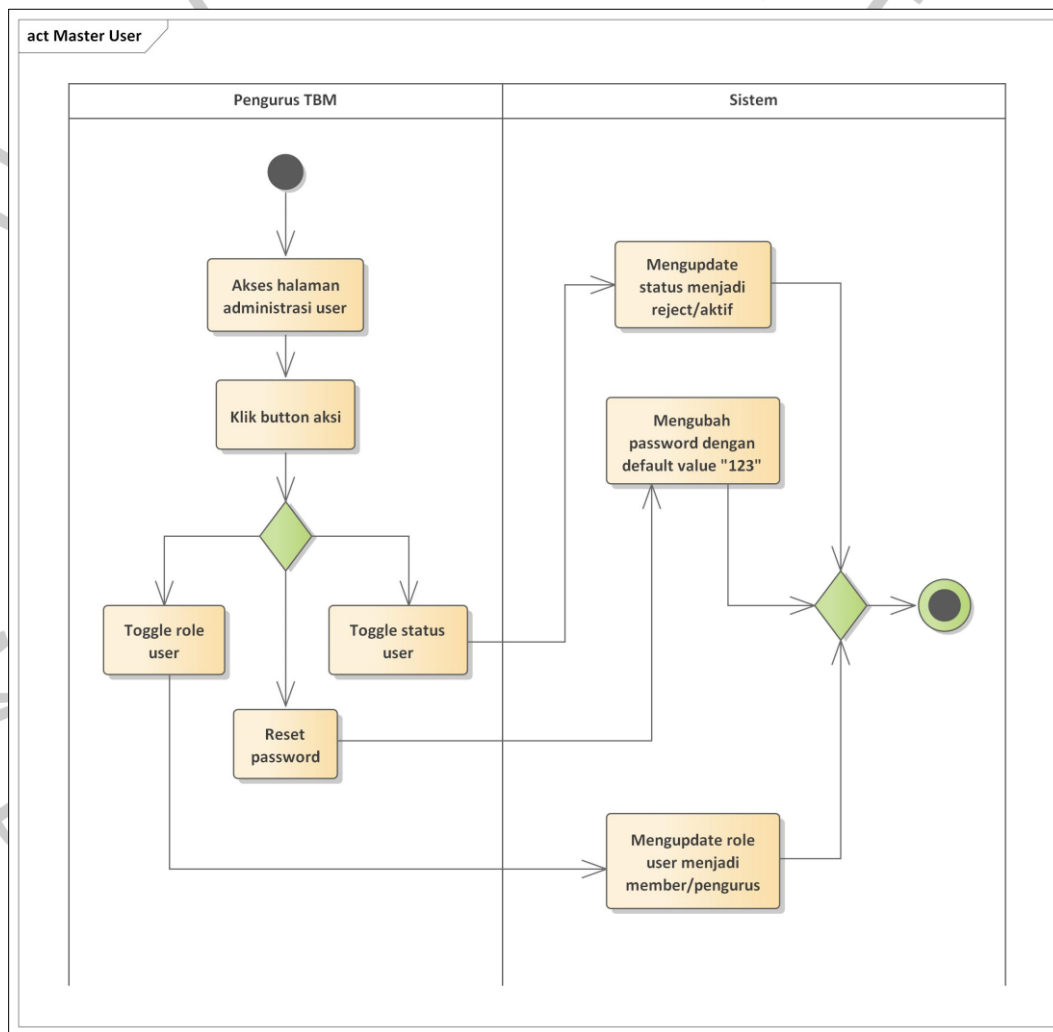 act Master User
Pengurus TBM
Sistem
Akses halaman
administrasi user
Klik button aksi
Toggle role
user
Toggle status
user
Reset
password
Mengupdate
status menjadi
reject/aktif
Mengubah
password dengan
default value "123"
Mengupdate role
user menjadi
member/pengurus